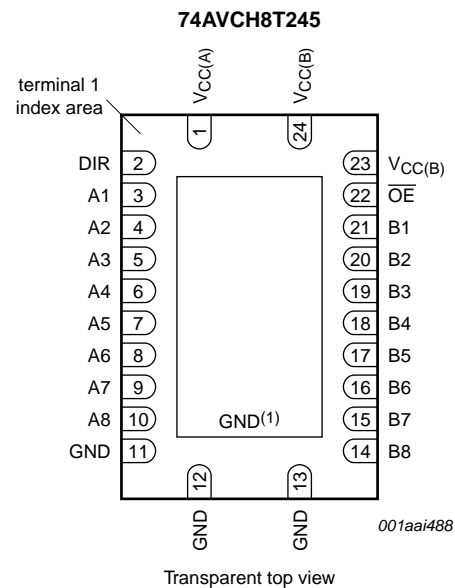 74AVCH8T245
terminal 1
index area
VCC(A)
VCC(B)
1
24
DIR 2
23 VCC(B)
A1 3
22 OE
A2 4
21 B1
A3 5
20 B2
A4 6
19 B3
A5 7
18 B4
A6 8
17 B5
A7 9
16 B6
A8 10
15 B7
GND 11
14 B8
GND(1)
12
13
GND
GND
001aai488
Transparent top view